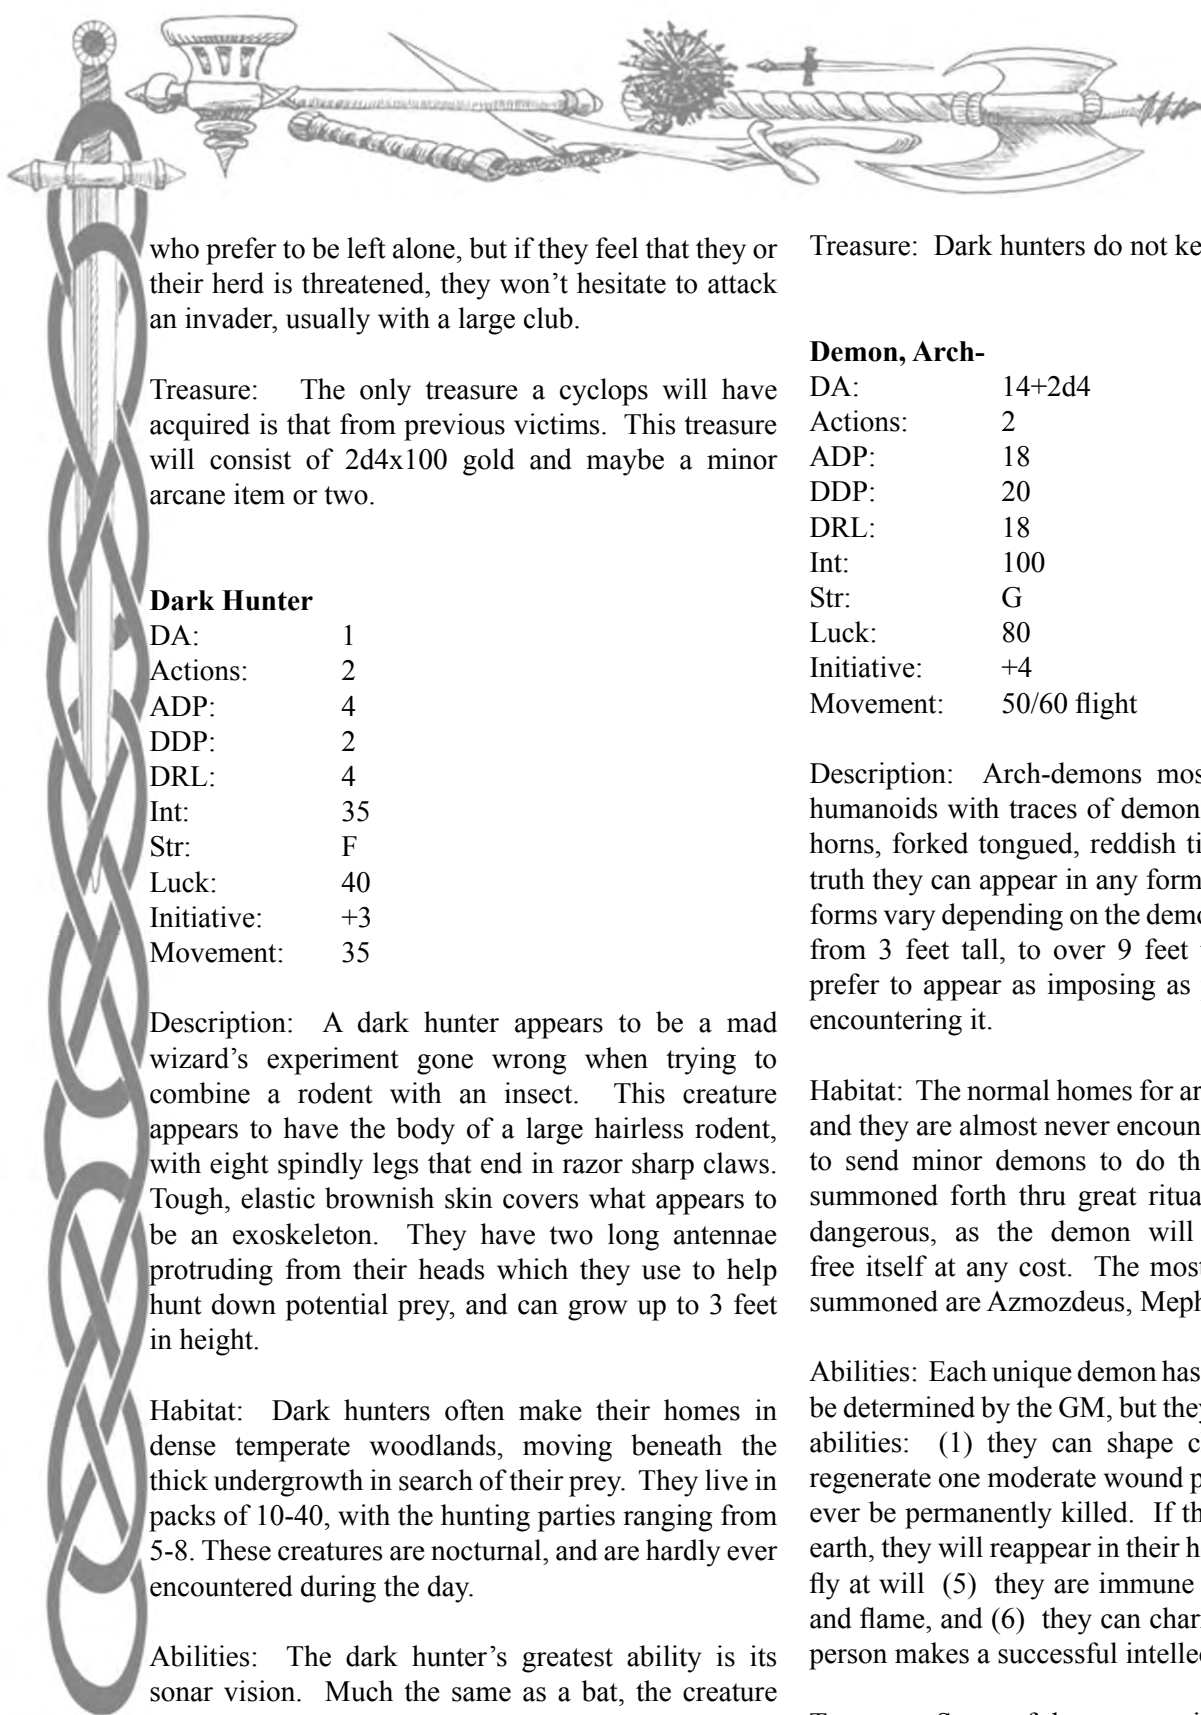 who prefer to be left alone, but if they feel that they or
their herd is threatened, they won’t hesitate to attack
an invader, usually with a large club.
Treasure: The only treasure a cyclops will have
acquired is that from previous victims. This treasure
will consist of 2d4x100 gold and maybe a minor
arcane item or two.
Dark Hunter
DA: 1
Actions: 2
ADP: 4
DDP: 2
DRL: 4
Int: 35
Str: F
Luck: 40
Initiative: +3
Movement: 35
Description: A dark hunter appears to be a mad
wizard’s experiment gone wrong when trying to
combine a rodent with an insect. This creature
appears to have the body of a large hairless rodent,
with eight spindly legs that end in razor sharp claws.
Tough, elastic brownish skin covers what appears to
be an exoskeleton. They have two long antennae
protruding from their heads which they use to help
hunt down potential prey, and can grow up to 3 feet
in height.
Habitat: Dark hunters often make their homes in
dense temperate woodlands, moving beneath the
thick undergrowth in search of their prey. They live in
packs of 10-40, with the hunting parties ranging from
5-8. These creatures are nocturnal, and are hardly ever
encountered during the day.
Abilities: The dark hunter’s greatest ability is its
sonar vision. Much the same as a bat, the creature
Treasure: Dark hunters do not ke
Demon, Arch-
DA: 14+2d4
Actions: 2
ADP: 18
DDP: 20
DRL: 18
Int: 100
Str: G
Luck: 80
Initiative: +4
Movement: 50/60 flight
Description: Arch-demons mos
humanoids with traces of demon
horns, forked tongued, reddish ti
truth they can appear in any form
forms vary depending on the demo
from 3 feet tall, to over 9 feet
prefer to appear as imposing as
encountering it.
Habitat: The normal homes for ar
and they are almost never encoun
to send minor demons to do th
summoned forth thru great ritua
dangerous, as the demon will
free itself at any cost. The most
summoned are Azmozdeus, Meph
Abilities: Each unique demon has
be determined by the GM, but they
abilities: (1) they can shape c
regenerate one moderate wound p
ever be permanently killed. If th
earth, they will reappear in their h
fly at will (5) they are immune
and flame, and (6) they can char
person makes a successful intellec